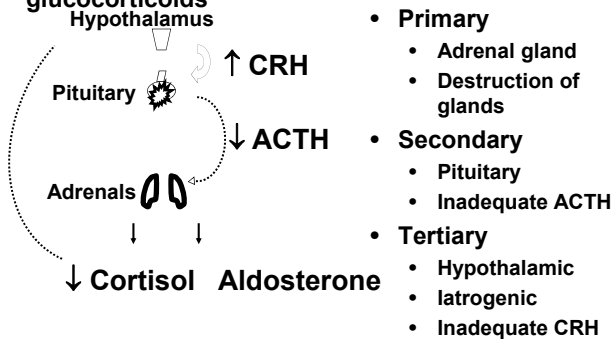 glucocorticoids
Hypothalamus
↑ CRH
Pituitary
↓ ACTH
Adrenals
↓ Cortisol Aldosterone
• Primary
• Adrenal gland
• Destruction of
glands
• Secondary
• Pituitary
• Inadequate ACTH
• Tertiary
• Hypothalamic
• Iatrogenic
• Inadequate CRH